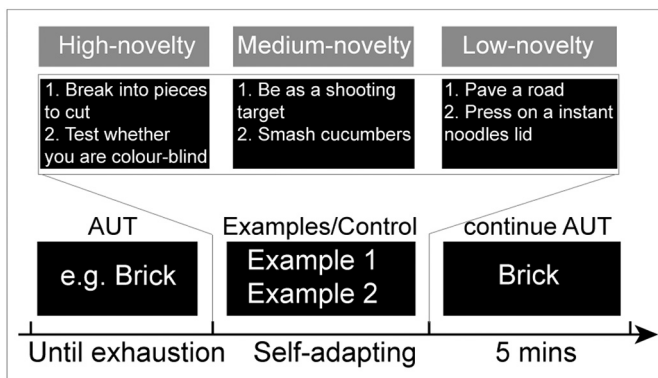 High-novelty
Medium-novelty
Low-novelty
1. Break into pieces
to cut
2. Test whether
you are colour-blind
1. Be as a shooting
target
2. Smash cucumbers
1. Pave a road
2. Press on a instant
noodles lid
AUT
Examples/Control
continue AUT
e.g. Brick
Example 1
Example 2
Brick
Until exhaustion
Self-adapting
5 mins